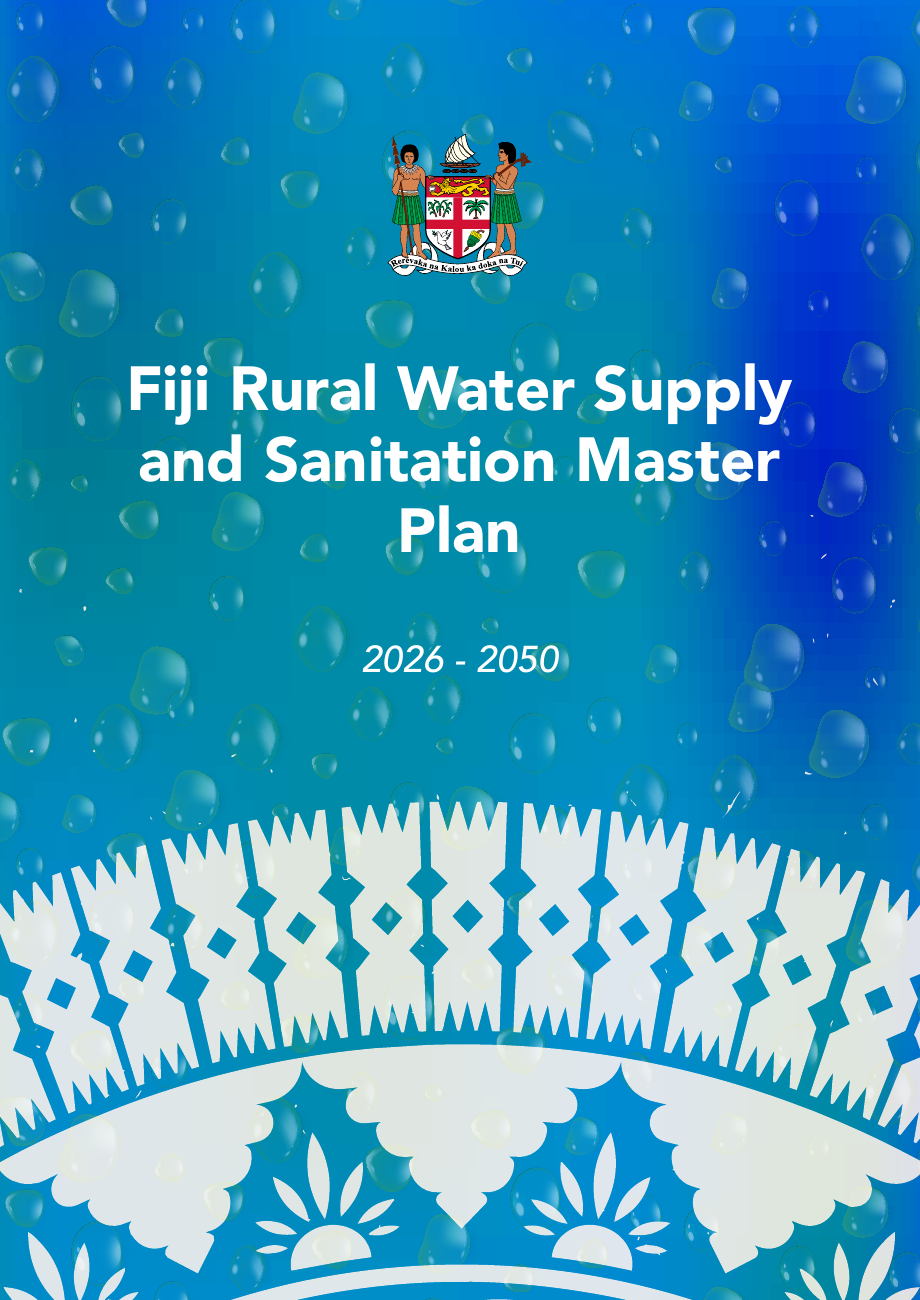 Rerevaka na Kalou ka doka na Tui
Fiji Rural Water Supply
and Sanitation Master
Plan
2026 - 2050